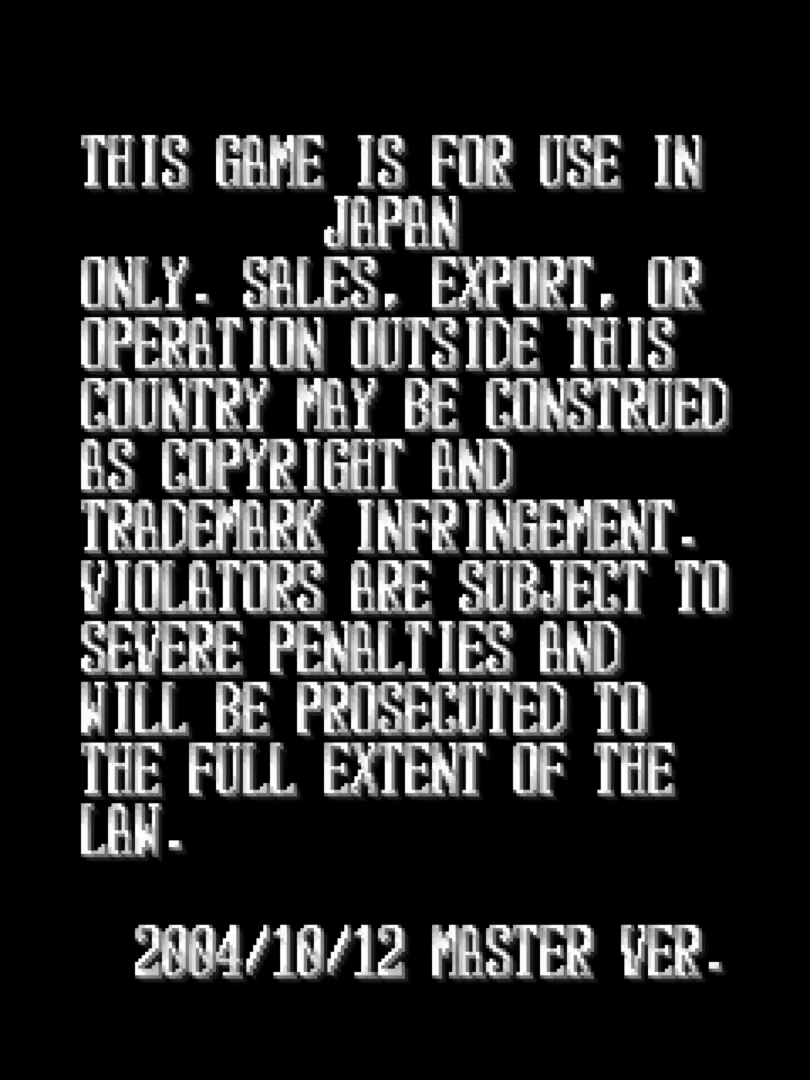 THIS GAME IS FOR USE IN
JAPAN
ONLY. SALES, EXPORT, OR
OPERATION OUTSIDE THIS
COUNTRY MAY BE CONSTRUED
AS COPYRIGHT AND
TRADEMARK INFRINGEMENT.
VIOLATORS ARE SUBJECT TO
SEVERE PENALTIES AND
WILL BE PROSECUTED TO
THE FULL EXTENT OF THE
LAW.
2004/10/12 MASTER VER.